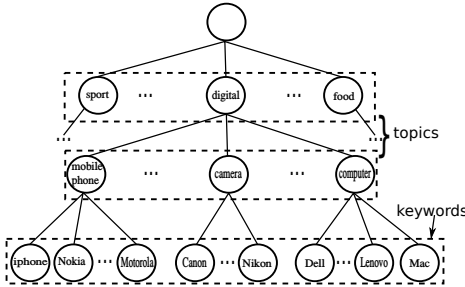 sport ... digital ... food
... ...
topics
mobile
phone ... camera ... computer
keywords
iphone Nokia ... Motorola Canon ... Nikon Dell ... Lenovo Mac